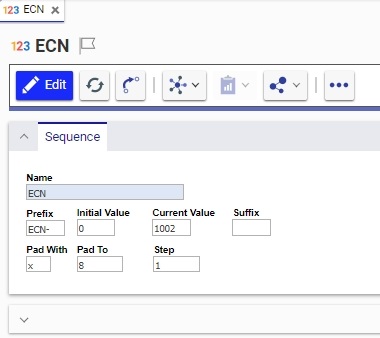 123 ECN
123 ECN
Edit
Sequence
Name
ECN
Prefix Initial Value Current Value Suffix
ECN- 0 1002
Pad With Pad To Step
x 8 1